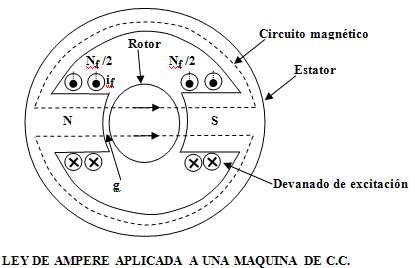 Circuito magnético
Rotor
Estator
Nf /2
Nf /2
if
N
S
g
Devanado de excitación
LEY DE AMPERE APLICADA A UNA MAQUINA DE C.C.